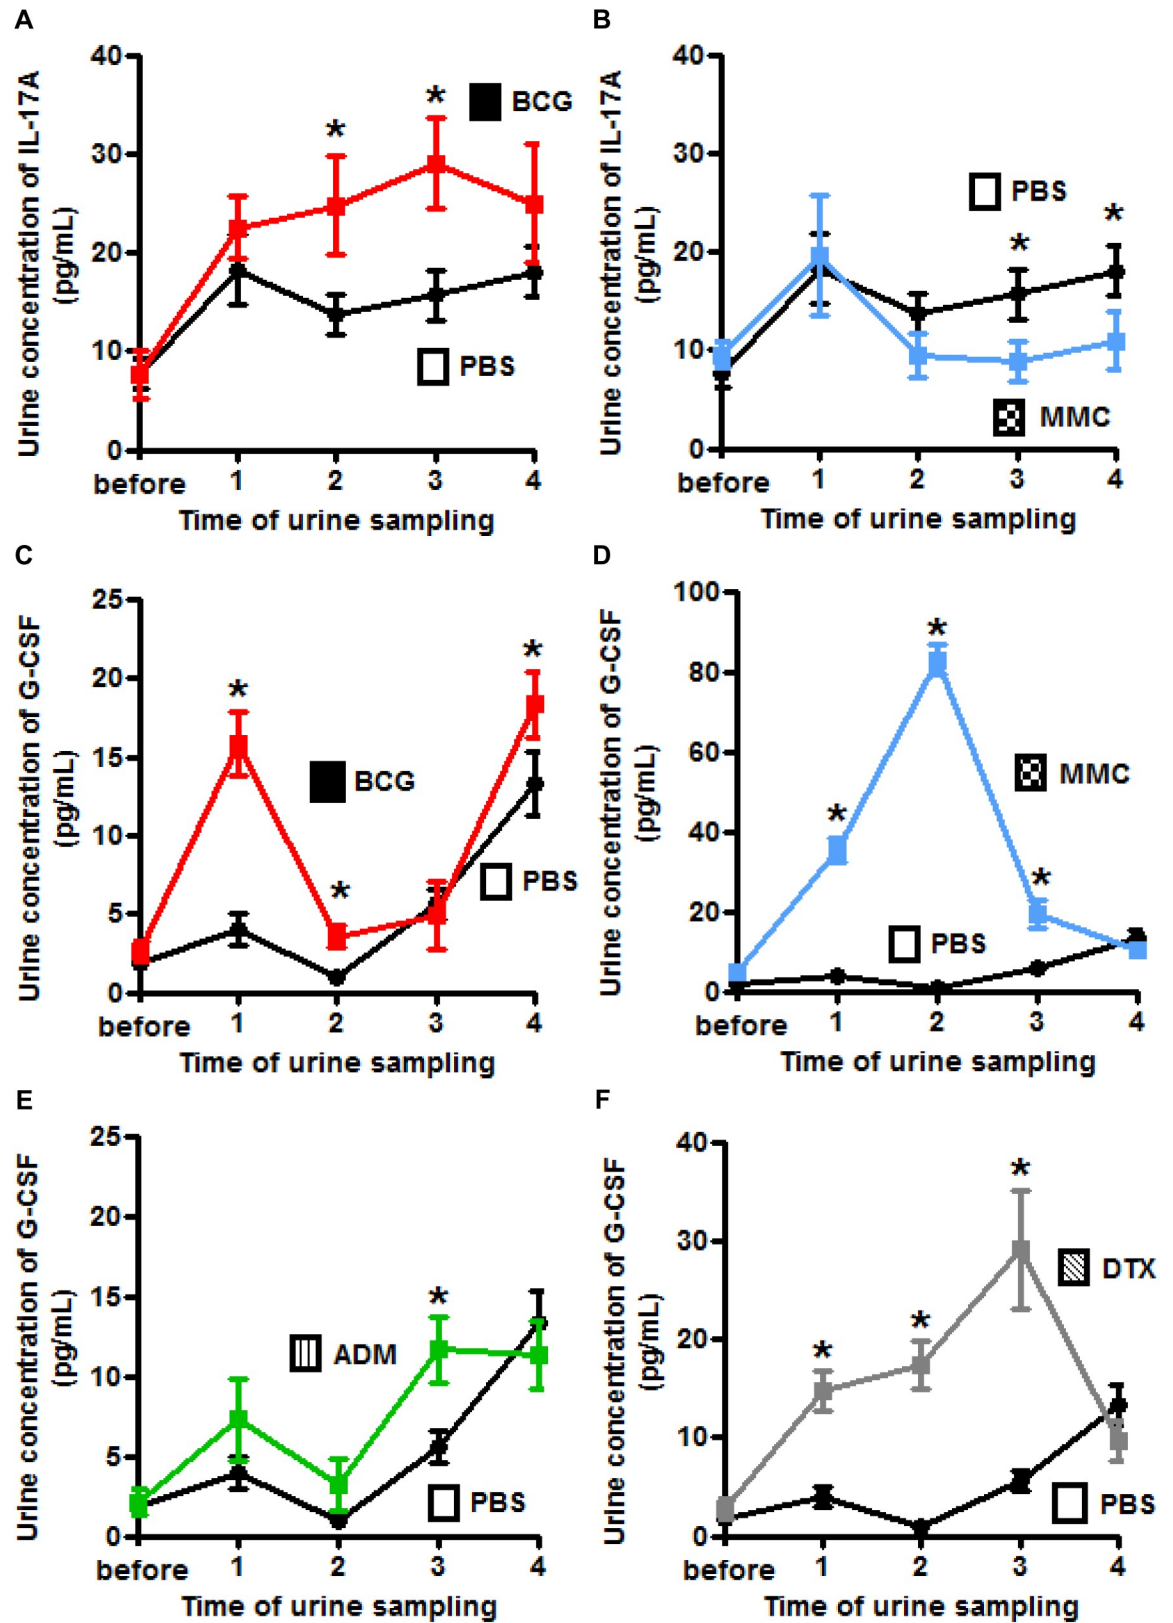 A
Urine concentration of IL-17A
(pg/mL)
40
30
20
10
0
*
*
BCG
PBS
before
1
2
3
4
Time of urine sampling
B
Urine concentration of IL-17A
(pg/mL)
40
30
20
10
0
PBS
*
*
MMC
before
1
2
3
4
Time of urine sampling
C
Urine concentration of G-CSF
(pg/mL)
25
20
15
10
5
0
*
*
*
BCG
PBS
before
1
2
3
4
Time of urine sampling
D
Urine concentration of G-CSF
(pg/mL)
100
80
60
40
20
0
*
*
*
MMC
PBS
before
1
2
3
4
Time of urine sampling
E
Urine concentration of G-CSF
(pg/mL)
25
20
15
10
5
0
*
ADM
PBS
before
1
2
3
4
Time of urine sampling
F
Urine concentration of G-CSF
(pg/mL)
40
30
20
10
0
*
*
*
DTX
PBS
before
1
2
3
4
Time of urine sampling